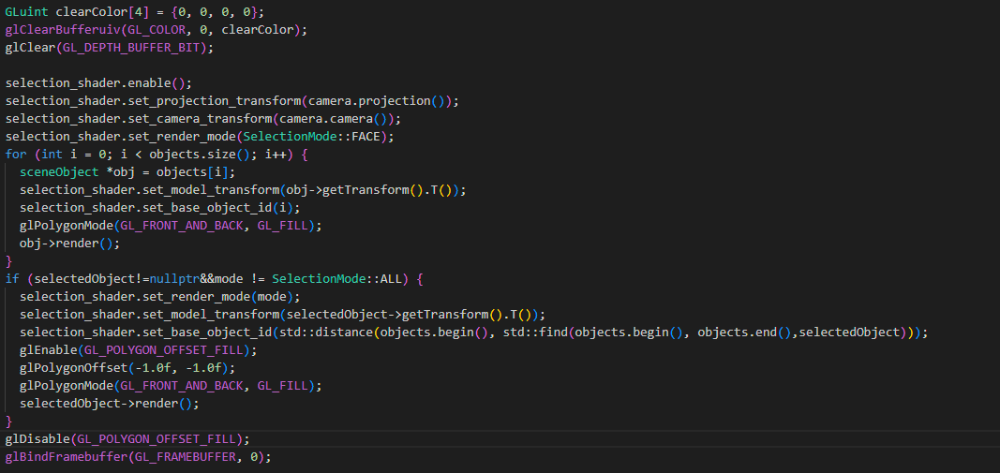 GLuint clearColor[4] = {0, 0, 0, 0};
glClearBufferuiv(GL_COLOR, 0, clearColor);
glClear(GL_DEPTH_BUFFER_BIT);

selection_shader.enable();
selection_shader.set_projection_transform(camera.projection());
selection_shader.set_camera_transform(camera.camera());
selection_shader.set_render_mode(SelectionMode::FACE);
for (int i = 0; i < objects.size(); i++) {
  sceneObject *obj = objects[i];
  selection_shader.set_model_transform(obj->getTransform().T());
  selection_shader.set_base_object_id(i);
  glPolygonMode(GL_FRONT_AND_BACK, GL_FILL);
  obj->render();
}
if (selectedObject!=nullptr&&mode != SelectionMode::ALL) {
  selection_shader.set_render_mode(mode);
  selection_shader.set_model_transform(selectedObject->getTransform().T());
  selection_shader.set_base_object_id(std::distance(objects.begin(), std::find(objects.begin(), objects.end(),selectedObject)));
  glEnable(GL_POLYGON_OFFSET_FILL);
  glPolygonOffset(-1.0f, -1.0f);
  glPolygonMode(GL_FRONT_AND_BACK, GL_FILL);
  selectedObject->render();
}
glDisable(GL_POLYGON_OFFSET_FILL);
glBindFramebuffer(GL_FRAMEBUFFER, 0);